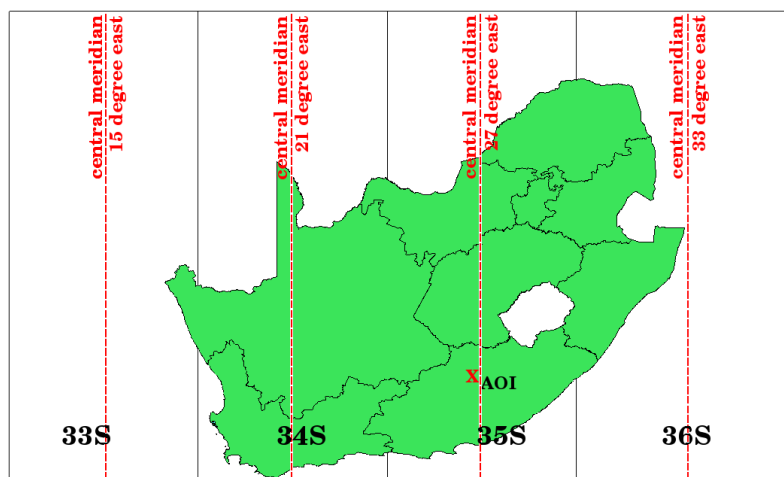 central meridian
15 degree east
central meridian
21 degree east
central meridian
27 degree east
central meridian
33 degree east
X
AOI
33S
34S
35S
36S